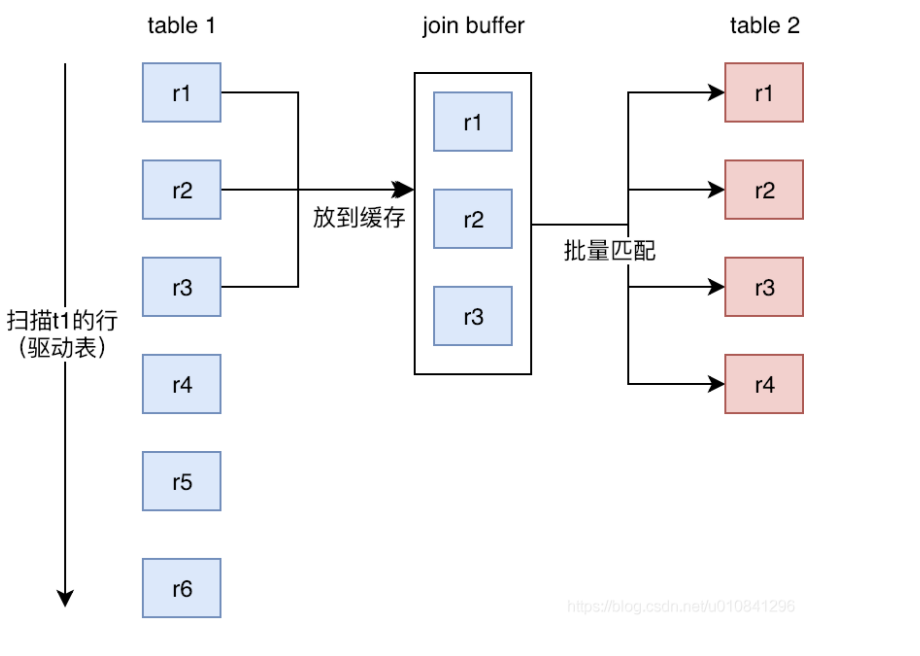 table 1
join buffer
table 2
r1
r2
r3
r4
r5
r6
扫描t1的行
（驱动表）
放到缓存
r1
r2
r3
批量匹配
r1
r2
r3
r4
https://blog.csdn.net/u010841296